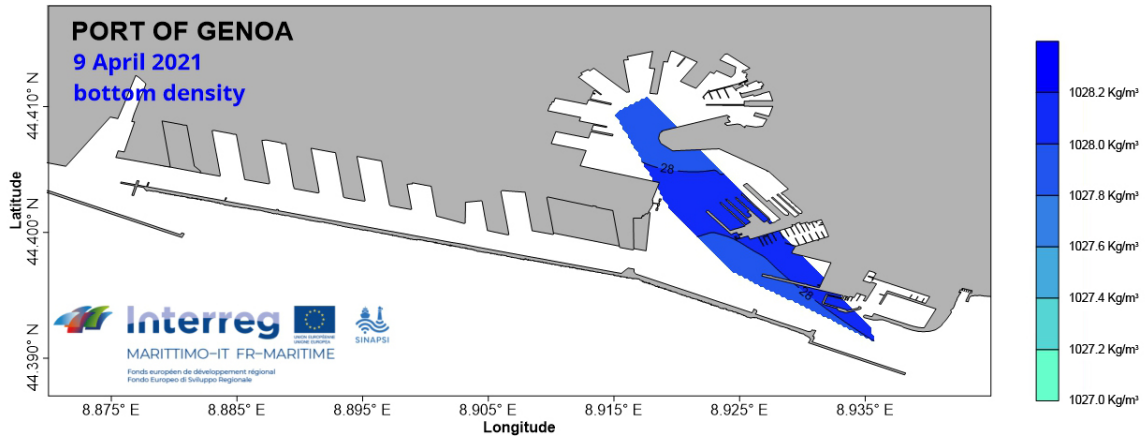 PORT OF GENOA
9 April 2021
bottom density
44.410° N
44.400° N
44.390° N
Latitude
28
28
1028.2 Kg/m³
1028.0 Kg/m³
1027.8 Kg/m³
1027.6 Kg/m³
1027.4 Kg/m³
1027.2 Kg/m³
1027.0 Kg/m³
Interreg
UNION EUROPÉENNE
UNIONE EUROPEA
SINAPSI
MARITTIMO-IT FR-MARITIME
Fonds européen de développement régional
Fondo Europeo di Sviluppo Regionale
8.875° E
8.885° E
8.895° E
8.905° E
8.915° E
8.925° E
8.935° E
Longitude